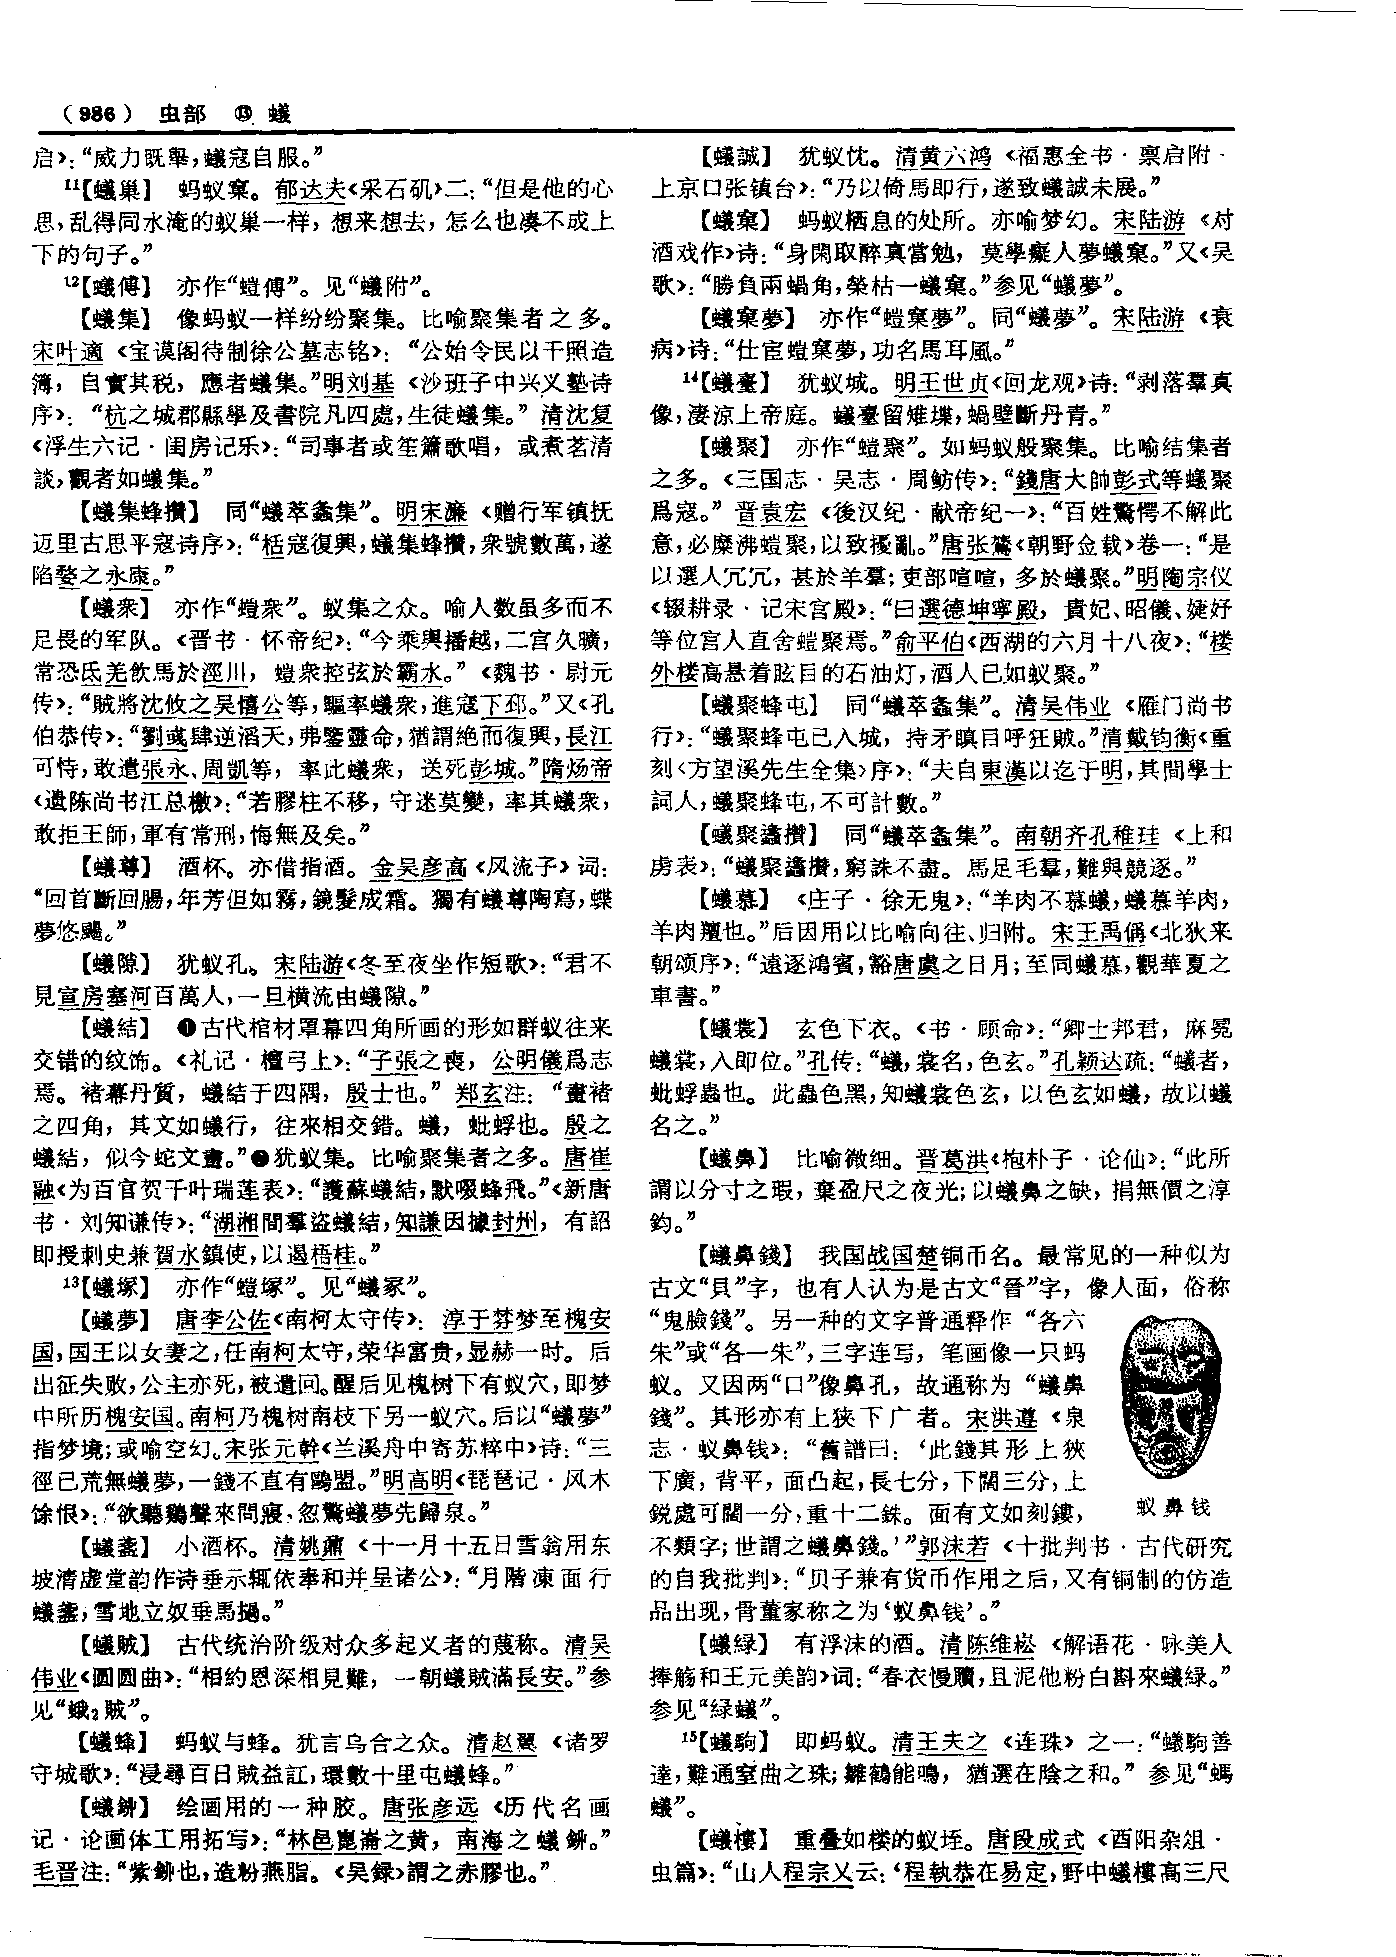 （986） 虫部 ⑬ 蟻
启》：“威力既舉，蟻寇自服。”
¹¹【蟻巢】 蚂蚁窠。郁达夫《采石矶》二：“但是他的心
思，乱得同水淹的蚁巢一样，想来想去，怎么也凑不成上
下的句子。”
¹²【蟻傅】 亦作“螘傅”。见“蟻附”。
【蟻集】 像蚂蚁一样纷纷聚集。比喻聚集者之多。
宋叶適《宝谟阁待制徐公墓志铭》：“公始令民以干照造
簿，自實其税，應者蟻集。”明刘基《沙班子中兴义塾诗
序》：“杭之城郡縣學及書院凡四處，生徒蟻集。”清沈复
《浮生六记·闺房记乐》：“司事者或笙簫歌唱，或煮茗清
談，觀者如蟻集。”
【蟻集蜂攢】 同“蟻萃螽集”。明宋濂《赠行军镇抚
迈里古思平寇诗序》：“栝寇復興，蟻集蜂攢，衆號數萬，遂
陷婺之永康。”
【蟻衆】 亦作“螘衆”。蚁集之众。喻人数虽多而不
足畏的军队。《晋书·怀帝纪》：“今乘輿播越，二宫久曠，
常恐氐羌飲馬於涇川，螘衆控弦於霸水。”《魏书·尉元
传》：“賊將沈攸之吴憘公等，驅率蟻衆，進寇下邳。”又《孔
伯恭传》：“劉彧肆逆滔天，弗鑒靈命，猶謂絶而復興，長江
可恃，敢遣張永、周凱等，率此蟻衆，送死彭城。”隋炀帝
《遗陈尚书江总檄》：“若膠柱不移，守迷莫變，率其蟻衆，
敢拒王師，軍有常刑，悔無及矣。”
【蟻尊】 酒杯。亦借指酒。金吴彦高《风流子》词：
“回首斷回腸，年芳但如霧，鏡髮成霜。獨有蟻尊陶寫，蝶
夢悠颺。”
【蟻隙】 犹蚁孔。宋陆游《冬至夜坐作短歌》：“君不
見宣房塞河百萬人，一旦横流由蟻隙。”
【蟻結】 ❶古代棺材罩幕四角所画的形如群蚁往来
交错的纹饰。《礼记·檀弓上》：“子張之喪，公明儀爲志
焉。褚幕丹質，蟻結于四隅，殷士也。”郑玄注：“畫褚
之四角，其文如蟻行，往來相交錯。蟻，蚍蜉也。殷之
蟻結，似今蛇文畫。”❷犹蚁集。比喻聚集者之多。唐崔
融《为百官贺千叶瑞莲表》：“護蘇蟻結，默啜蜂飛。”《新唐
书·刘知谦传》：“湖湘間羣盜蟻結，知謙因據封州，有詔
即授刺史兼賀水鎮使，以遏梧桂。”
¹³【蟻塚】 亦作“螘塚”。见“蟻冢”。
【蟻夢】 唐李公佐《南柯太守传》：淳于棼梦至槐安
国，国王以女妻之，任南柯太守，荣华富贵，显赫一时。后
出征失败，公主亦死，被遣回。醒后见槐树下有蚁穴，即梦
中所历槐安国。南柯乃槐树南枝下另一蚁穴。后以“蟻夢”
指梦境；或喻空幻。宋张元幹《兰溪舟中寄苏粹中》诗：“三
徑已荒無蟻夢，一錢不直有鷗盟。”明高明《琵琶记·风木
馀恨》：“欲聽鷄聲來問寢，忽驚蟻夢先歸泉。”
【蟻盞】 小酒杯。清姚鼐《十一月十五日雪翁用东
坡清虚堂韵作诗垂示辄依奉和并呈诸公》：“月階凍面行
蟻盞，雪地立奴垂馬撾。”
【蟻賊】 古代统治阶级对众多起义者的蔑称。清吴
伟业《圆圆曲》：“相約恩深相見難，一朝蟻賊滿長安。”参
见“蛾₂賊”。
【蟻蜂】 蚂蚁与蜂。犹言乌合之众。清赵翼《诸罗
守城歌》：“浸尋百日賊益訌，環數十里屯蟻蜂。”
【蟻鉚】 绘画用的一种胶。唐张彦远《历代名画
记·论画体工用拓写》：“林邑崑崙之黄，南海之蟻鉚。”
毛晋注：“紫鉚也，造粉燕脂。《吴録》謂之赤膠也。”
【蟻誠】 犹蚁忱。清黄六鸿《福惠全书·禀启附·
上京口张镇台》：“乃以倚馬即行，遂致蟻誠未展。”
【蟻窠】 蚂蚁栖息的处所。亦喻梦幻。宋陆游《对
酒戏作》诗：“身閑取醉真當勉，莫學癡人夢蟻窠。”又《吴
歌》：“勝負兩蝸角，榮枯一蟻窠。”参见“蟻夢”。
【蟻窠夢】 亦作“螘窠夢”。同“蟻夢”。宋陆游《衰
病》诗：“仕宦螘窠夢，功名馬耳風。”
¹⁴【蟻臺】 犹蚁城。明王世贞《回龙观》诗：“剥落羣真
像，淒涼上帝庭。蟻臺留雉堞，蝸壁斷丹青。”
【蟻聚】 亦作“螘聚”。如蚂蚁般聚集。比喻结集者
之多。《三国志·吴志·周鲂传》：“錢唐大帥彭式等蟻聚
爲寇。”晋袁宏《後汉纪·献帝纪一》：“百姓驚愕不解此
意，必糜沸螘聚，以致擾亂。”唐张鷟《朝野佥载》卷一：“是
以選人冗冗，甚於羊羣；吏部喧喧，多於蟻聚。”明陶宗仪
《辍耕录·记宋宫殿》：“曰選德坤寧殿，貴妃、昭儀、婕妤
等位宫人直舍螘聚焉。”俞平伯《西湖的六月十八夜》：“楼
外楼高悬着眩目的石油灯，酒人已如蚁聚。”
【蟻聚蜂屯】 同“蟻萃螽集”。清吴伟业《雁门尚书
行》：“蟻聚蜂屯已入城，持矛瞋目呼狂賊。”清戴钧衡《重
刻〈方望溪先生全集〉序》：“夫自東漢以迄于明，其間學士
詞人，蟻聚蜂屯，不可計數。”
【蟻聚蠭攢】 同“蟻萃螽集”。南朝齐孔稚珪《上和
虏表》：“蟻聚蠭攢，窮誅不盡。馬足毛羣，難與競逐。”
【蟻慕】 《庄子·徐无鬼》：“羊肉不慕蟻，蟻慕羊肉，
羊肉羶也。”后因用以比喻向往、归附。宋王禹偁《北狄来
朝颂序》：“遠逐鴻賓，豁唐虞之日月；至同蟻慕，觀華夏之
車書。”
【蟻裳】 玄色下衣。《书·顾命》：“卿士邦君，麻冕
蟻裳，入即位。”孔传：“蟻，裳名，色玄。”孔颖达疏：“蟻者，
蚍蜉蟲也。此蟲色黑，知蟻裳色玄，以色玄如蟻，故以蟻
名之。”
【蟻鼻】 比喻微细。晋葛洪《抱朴子·论仙》：“此所
謂以分寸之瑕，棄盈尺之夜光；以蟻鼻之缺，捐無價之淳
鈞。”
【蟻鼻錢】 我国战国楚铜币名。最常见的一种似为
古文“貝”字，也有人认为是古文“晉”字，像人面，俗称
“鬼臉錢”。另一种的文字普通释作“各六
朱”或“各一朱”，三字连写，笔画像一只蚂
蚁。又因两“口”像鼻孔，故通称为“蟻鼻
錢”。其形亦有上狭下广者。宋洪遵《泉
志·蚁鼻钱》：“舊譜曰：‘此錢其形上狹
下廣，背平，面凸起，長七分，下闊三分，上
鋭處可闊一分，重十二銖。面有文如刻鏤，
不類字；世謂之蟻鼻錢。’”郭沫若《十批判书·古代研究
的自我批判》：“贝子兼有货币作用之后，又有铜制的仿造
品出现，骨董家称之为‘蚁鼻钱’。”
蚁鼻钱
【蟻緑】 有浮沫的酒。清陈维崧《解语花·咏美人
捧觞和王元美韵》词：“春衣慢贖，且泥他粉白斟來蟻緑。”
参见“緑蟻”。
¹⁵【蟻駒】 即蚂蚁。清王夫之《连珠》之一：“蟻駒善
達，難通窒曲之珠；雛鶴能鳴，猶選在陰之和。”参见“螞
蟻”。
【蟻樓】 重叠如楼的蚁垤。唐段成式《酉阳杂俎·
虫篇》：“山人程宗乂云：‘程執恭在易定，野中蟻樓高三尺